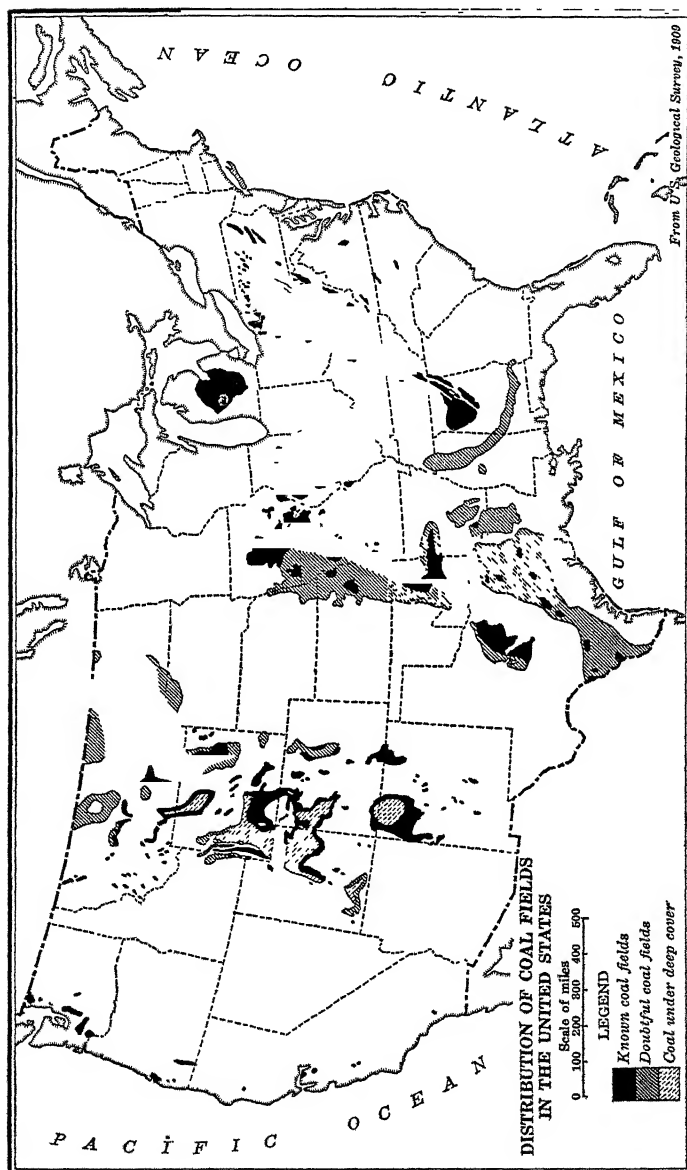 DISTRIBUTION OF COAL FIELDS
IN THE UNITED STATES
Scale of miles
0 100 200 300 400 500
LEGEND
Known coal fields
Doubtful coal fields
Coal under deep cover
PACIFIC OCEAN
ATLANTIC OCEAN
GULF OF MEXICO
From U.S. Geological Survey, 1909